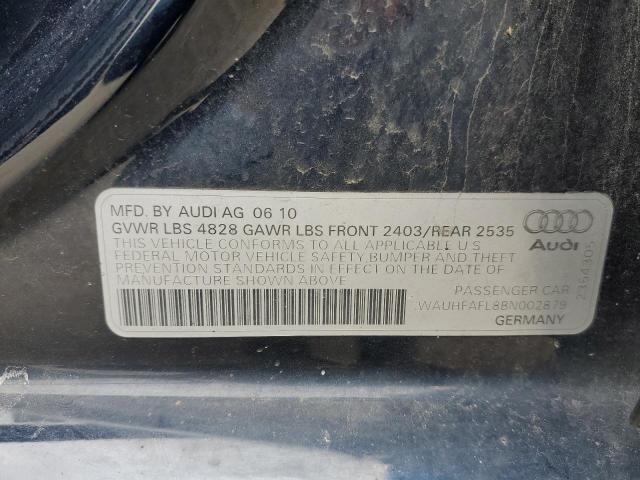 MFD. BY AUDI AG 06 10
GVWR LBS 4828 GAWR LBS FRONT 2403/REAR 2535
THIS VEHICLE CONFORMS TO ALL APPLICABLE U S
FEDERAL MOTOR VEHICLE SAFETY, BUMPER AND THEFT
PREVENTION STANDARDS IN EFFECT ON THE DATE OF
MANUFACTURE SHOWN ABOVE
Audi
2354305
PASSENGER CAR
WAUHFAFL8BN002879
GERMANY